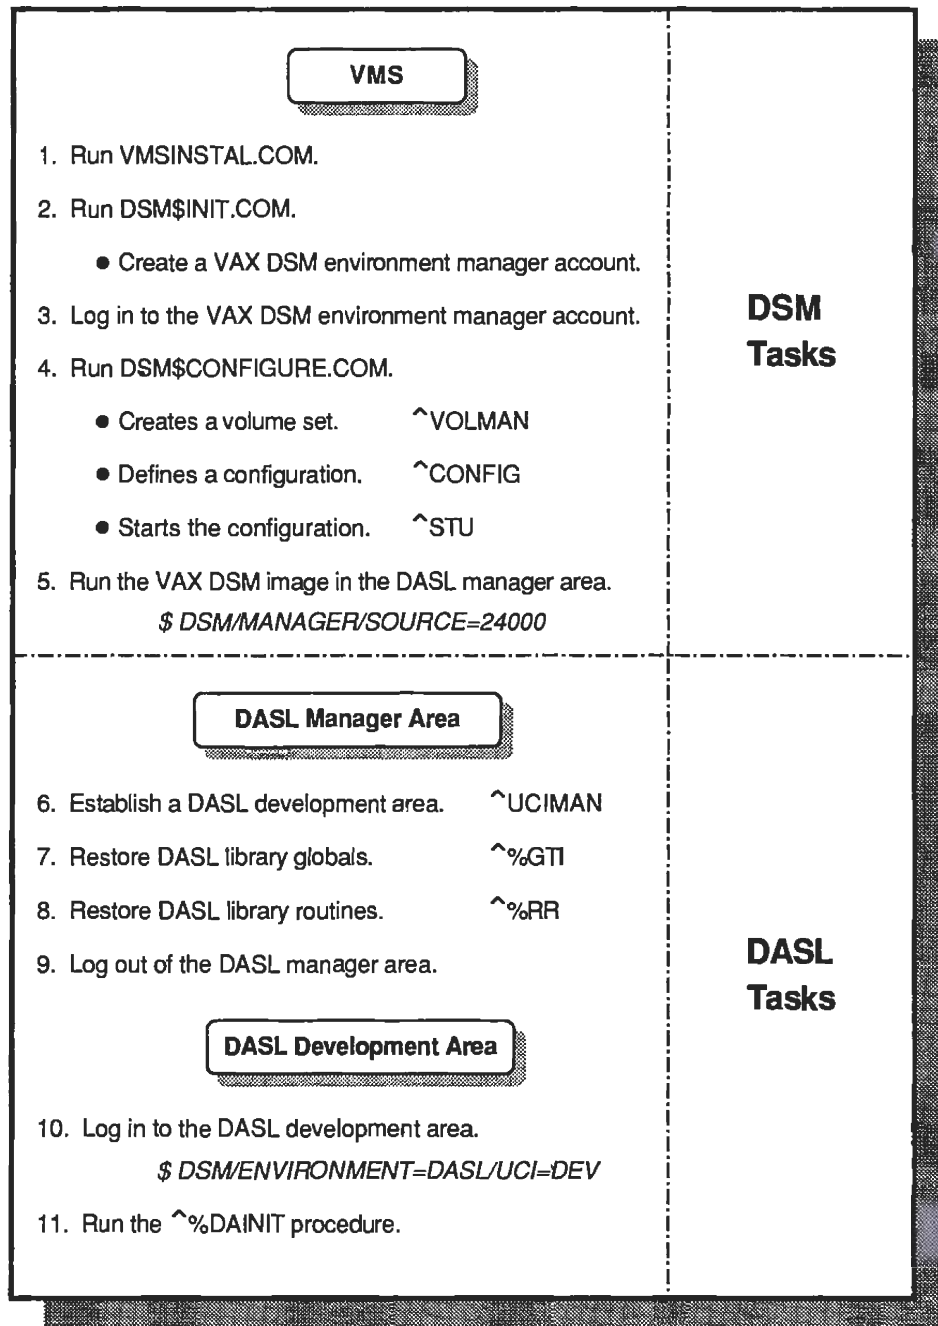 VMS
1. Run VMSINSTAL.COM.
2. Run DSM$INIT.COM.
● Create a VAX DSM environment manager account.
3. Log in to the VAX DSM environment manager account.
4. Run DSM$CONFIGURE.COM.
● Creates a volume set. ^VOLMAN
● Defines a configuration. ^CONFIG
● Starts the configuration. ^STU
5. Run the VAX DSM image in the DASL manager area.
$ DSM/MANAGER/SOURCE=24000
DSM
Tasks
DASL Manager Area
6. Establish a DASL development area. ^UCIMAN
7. Restore DASL library globals. ^%GTI
8. Restore DASL library routines. ^%RR
9. Log out of the DASL manager area.
DASL Development Area
10. Log in to the DASL development area.
$ DSM/ENVIRONMENT=DASL/UCI=DEV
11. Run the ^%DAINIT procedure.
DASL
Tasks